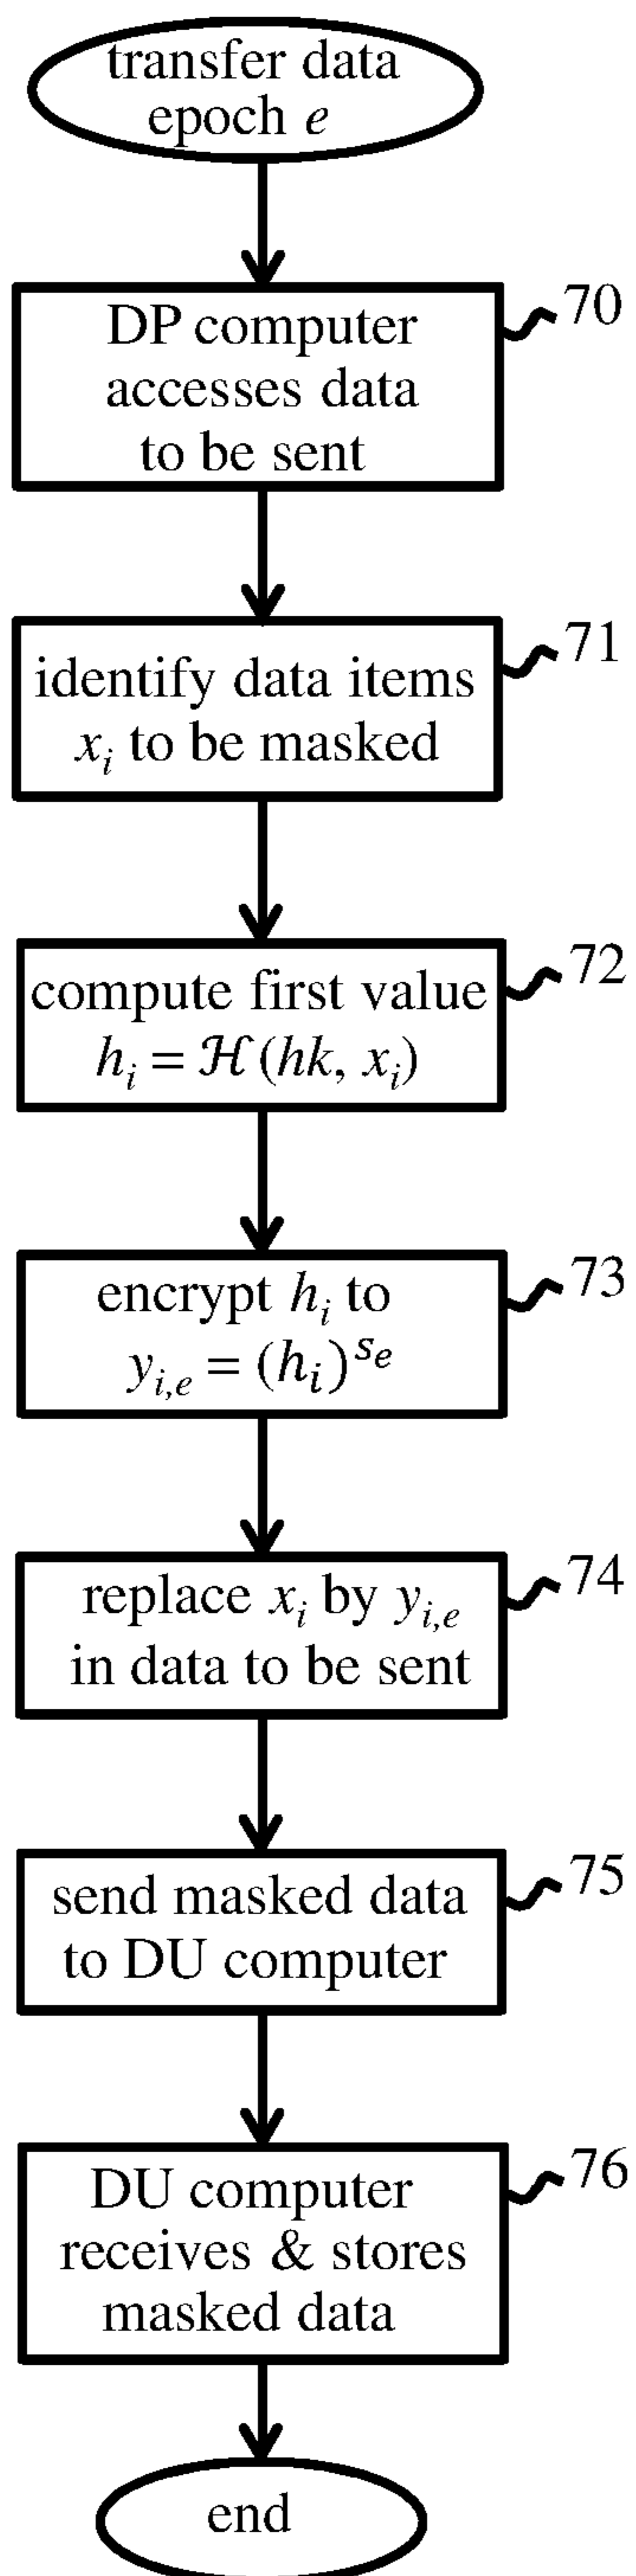 transfer data
epoch e
70
DP computer
accesses data
to be sent
71
identify data items
xᵢ to be masked
72
compute first value
hᵢ = ℋ (hk, xᵢ)
73
encrypt hᵢ to
yᵢ,ₑ = (hᵢ)^sₑ
74
replace xᵢ by yᵢ,ₑ
in data to be sent
75
send masked data
to DU computer
76
DU computer
receives & stores
masked data
end